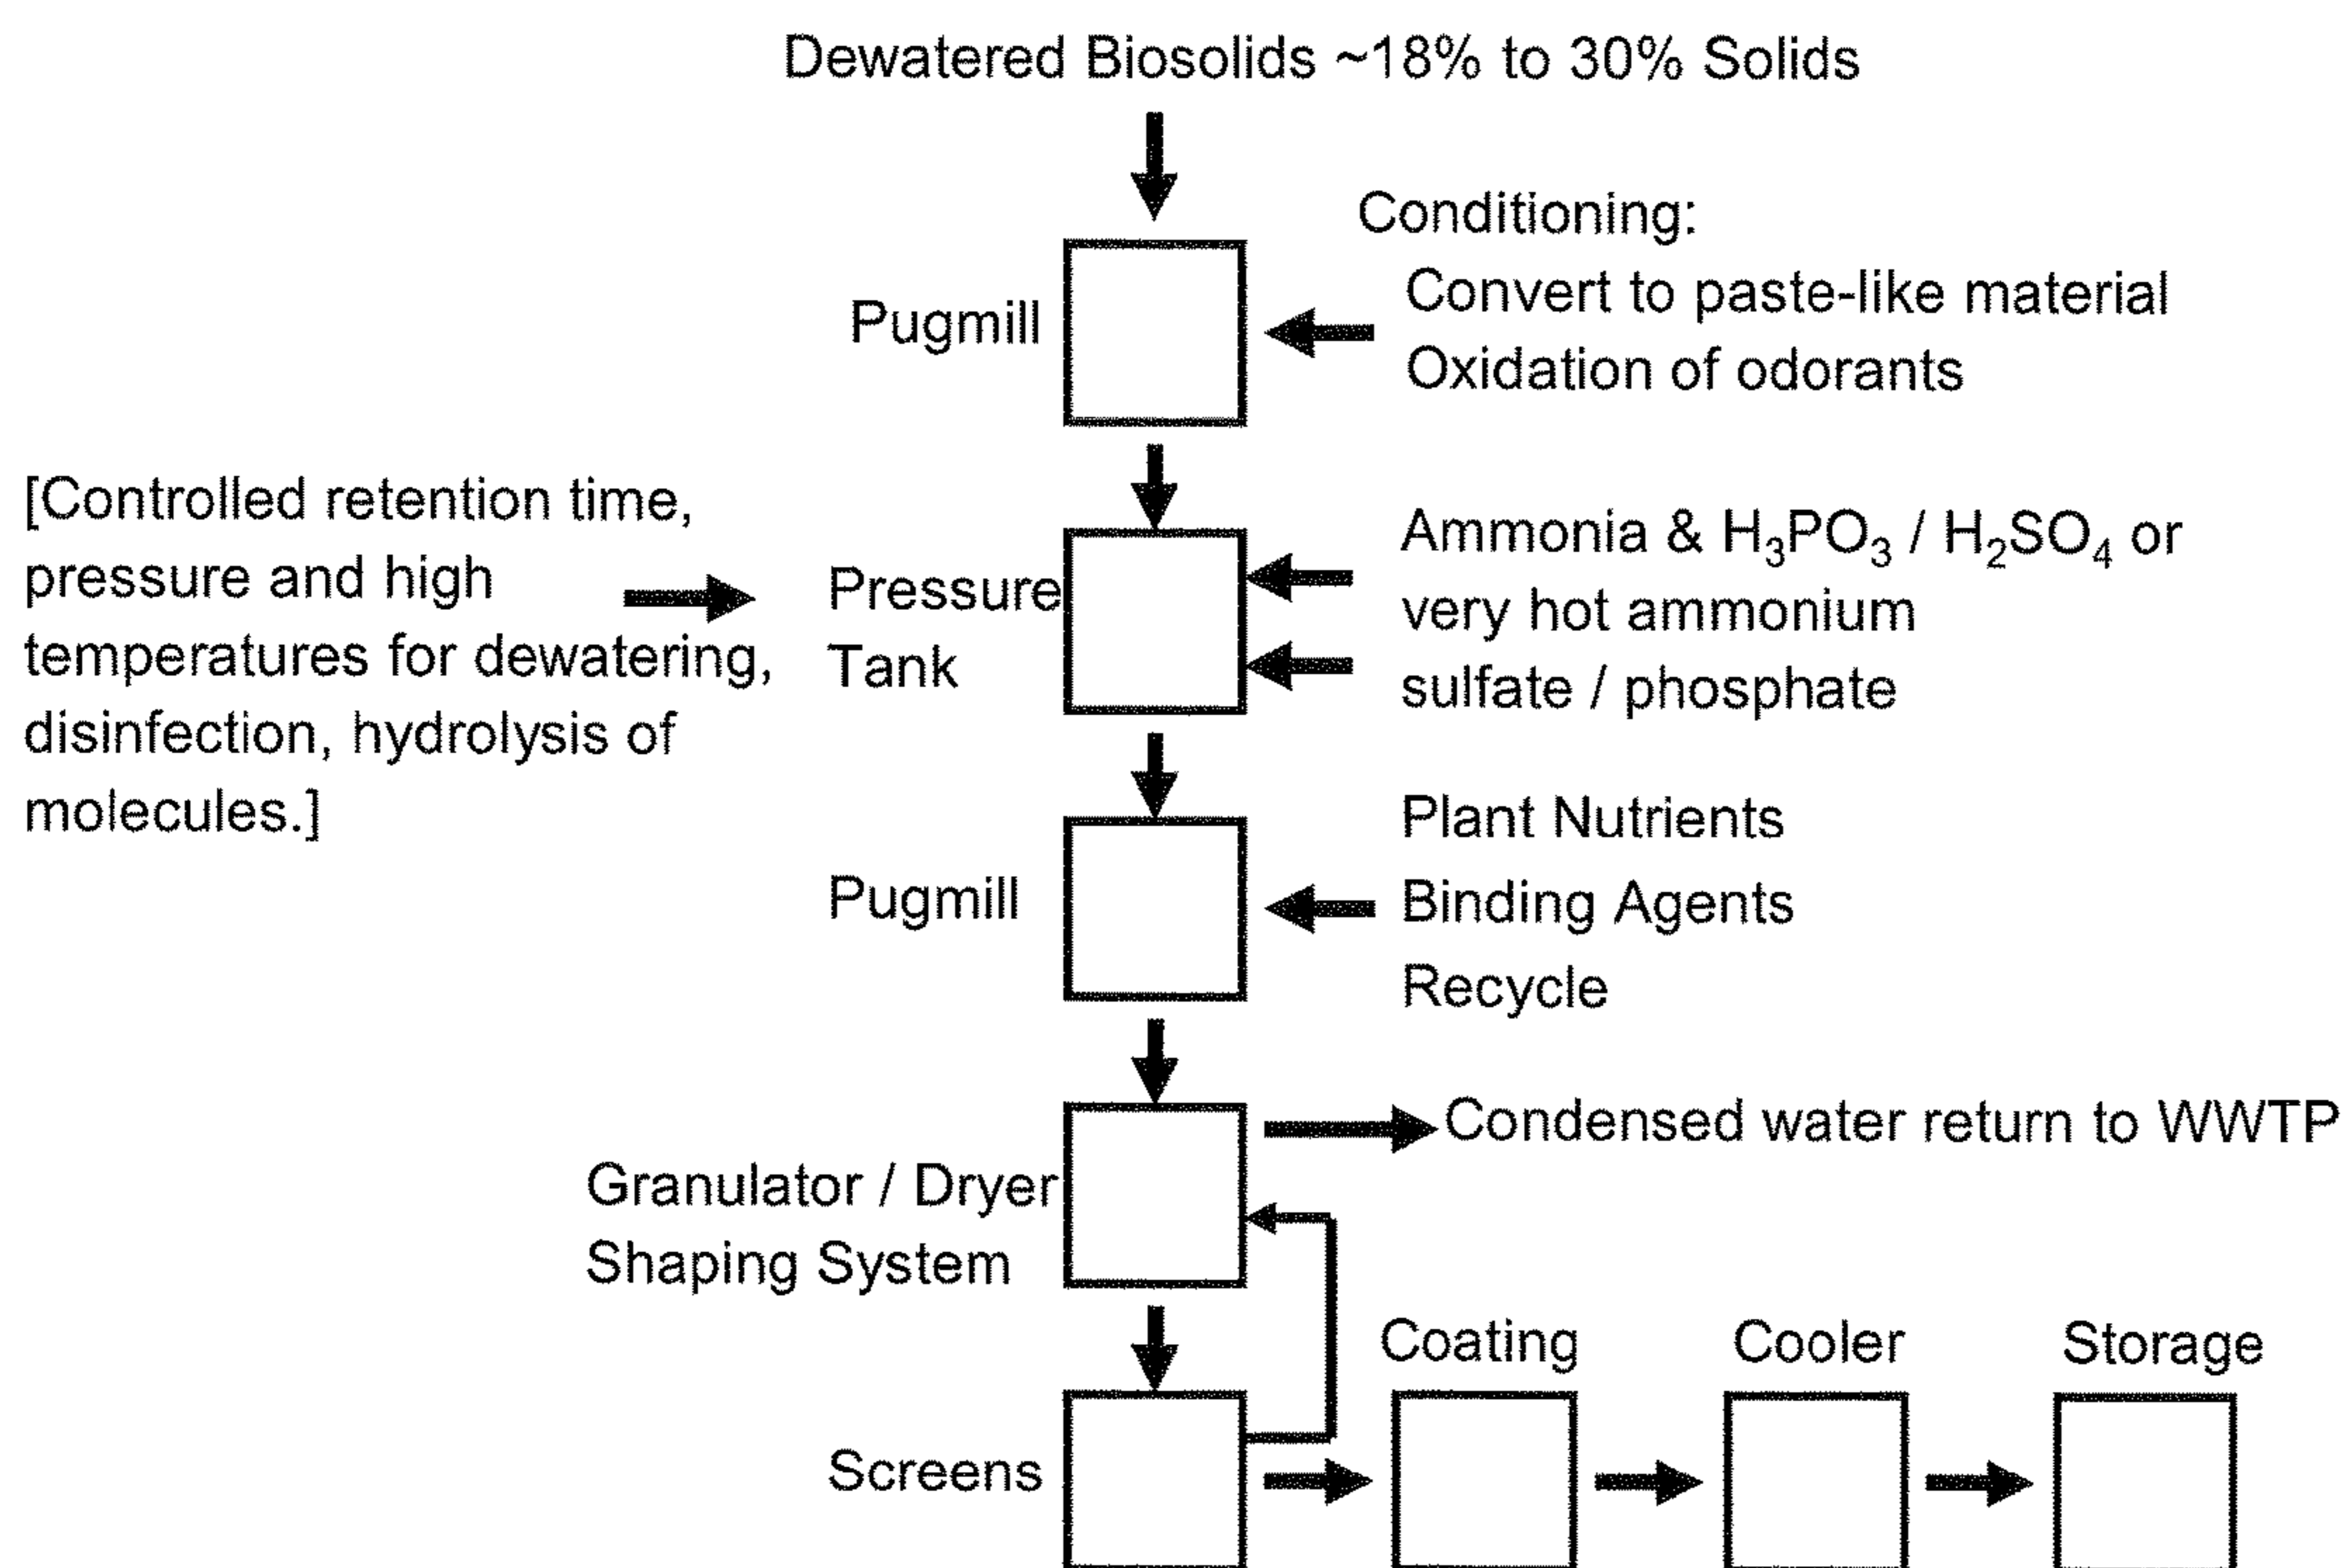 Dewatered Biosolids ~18% to 30% Solids
Conditioning:
Convert to paste-like material
Oxidation of odorants
Pugmill
[Controlled retention time,
pressure and high
temperatures for dewatering,
disinfection, hydrolysis of
molecules.]
Pressure
Tank
Ammonia & H₃PO₃ / H₂SO₄ or
very hot ammonium
sulfate / phosphate
Pugmill
Plant Nutrients
Binding Agents
Recycle
Condensed water return to WWTP
Granulator / Dryer
Shaping System
Screens
Coating
Cooler
Storage